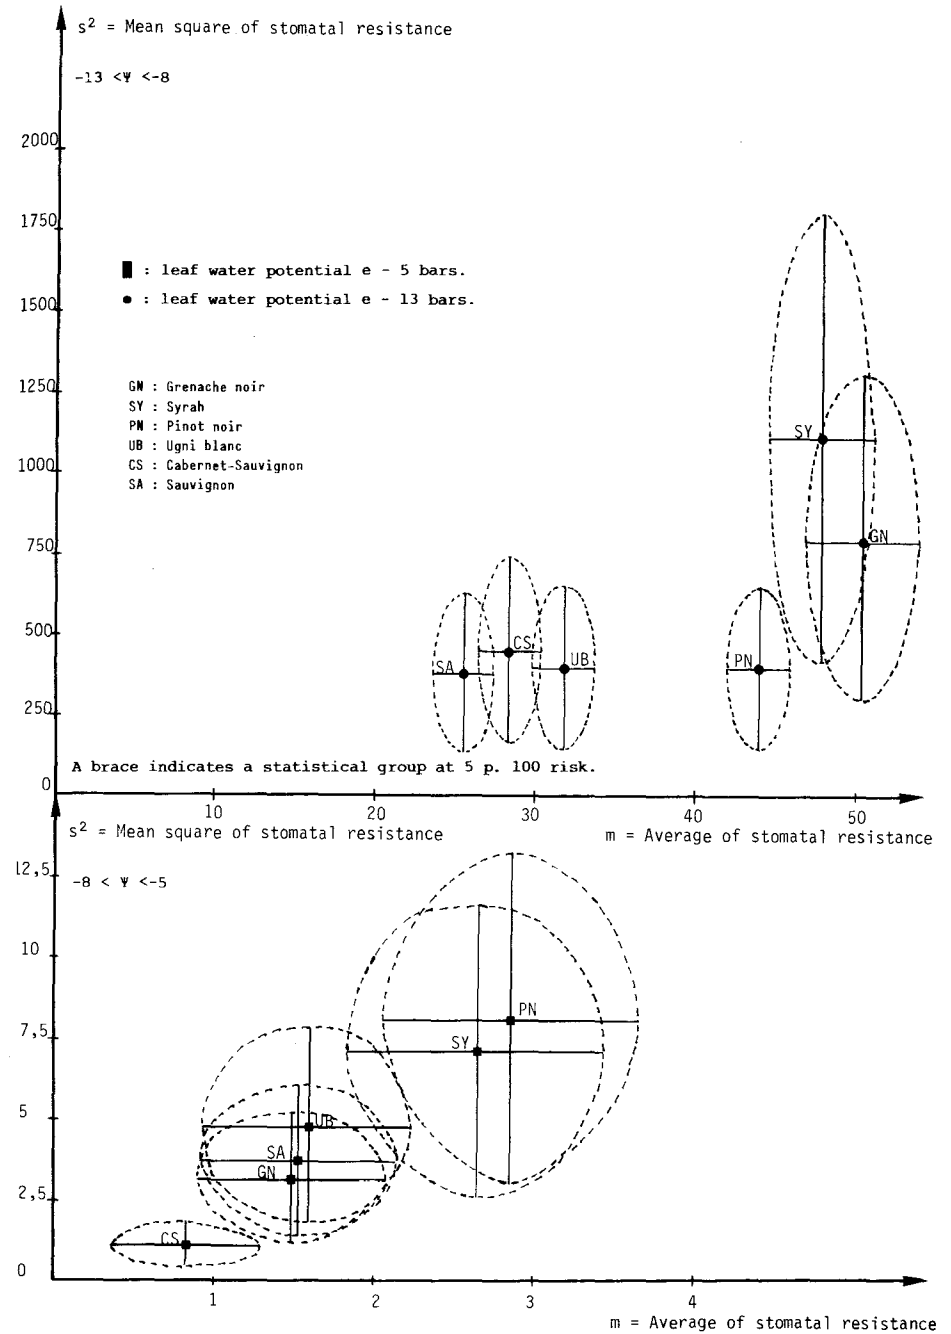 s² = Mean square of stomatal resistance
-13 <Ψ <-8
2000
1750
1500
1250
1000
750
500
250
0
▮ : leaf water potential e - 5 bars.
● : leaf water potential e - 13 bars.
GN : Grenache noir
SY : Syrah
PN : Pinot noir
UB : Ugni blanc
CS : Cabernet-Sauvignon
SA : Sauvignon
SY
GN
CS
SA
UB
PN
A brace indicates a statistical group at 5 p. 100 risk.
10 20 30 40 50
m = Average of stomatal resistance
s² = Mean square of stomatal resistance
-8 < Ψ <-5
12,5
10
7,5
5
2,5
0
PN
SY
UB
SA
GN
CS
1 2 3 4
m = Average of stomatal resistance